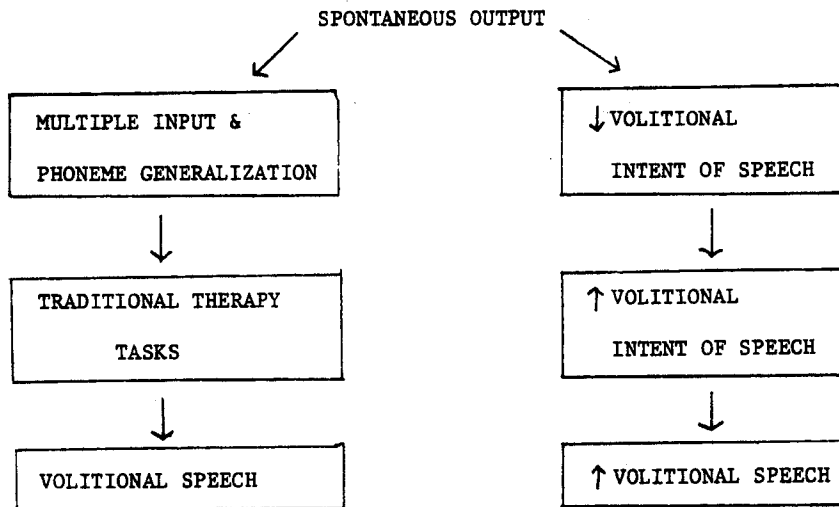 SPONTANEOUS OUTPUT
MULTIPLE INPUT &
PHONEME GENERALIZATION
↓ VOLITIONAL
INTENT OF SPEECH
TRADITIONAL THERAPY
TASKS
↑ VOLITIONAL
INTENT OF SPEECH
VOLITIONAL SPEECH
↑ VOLITIONAL SPEECH